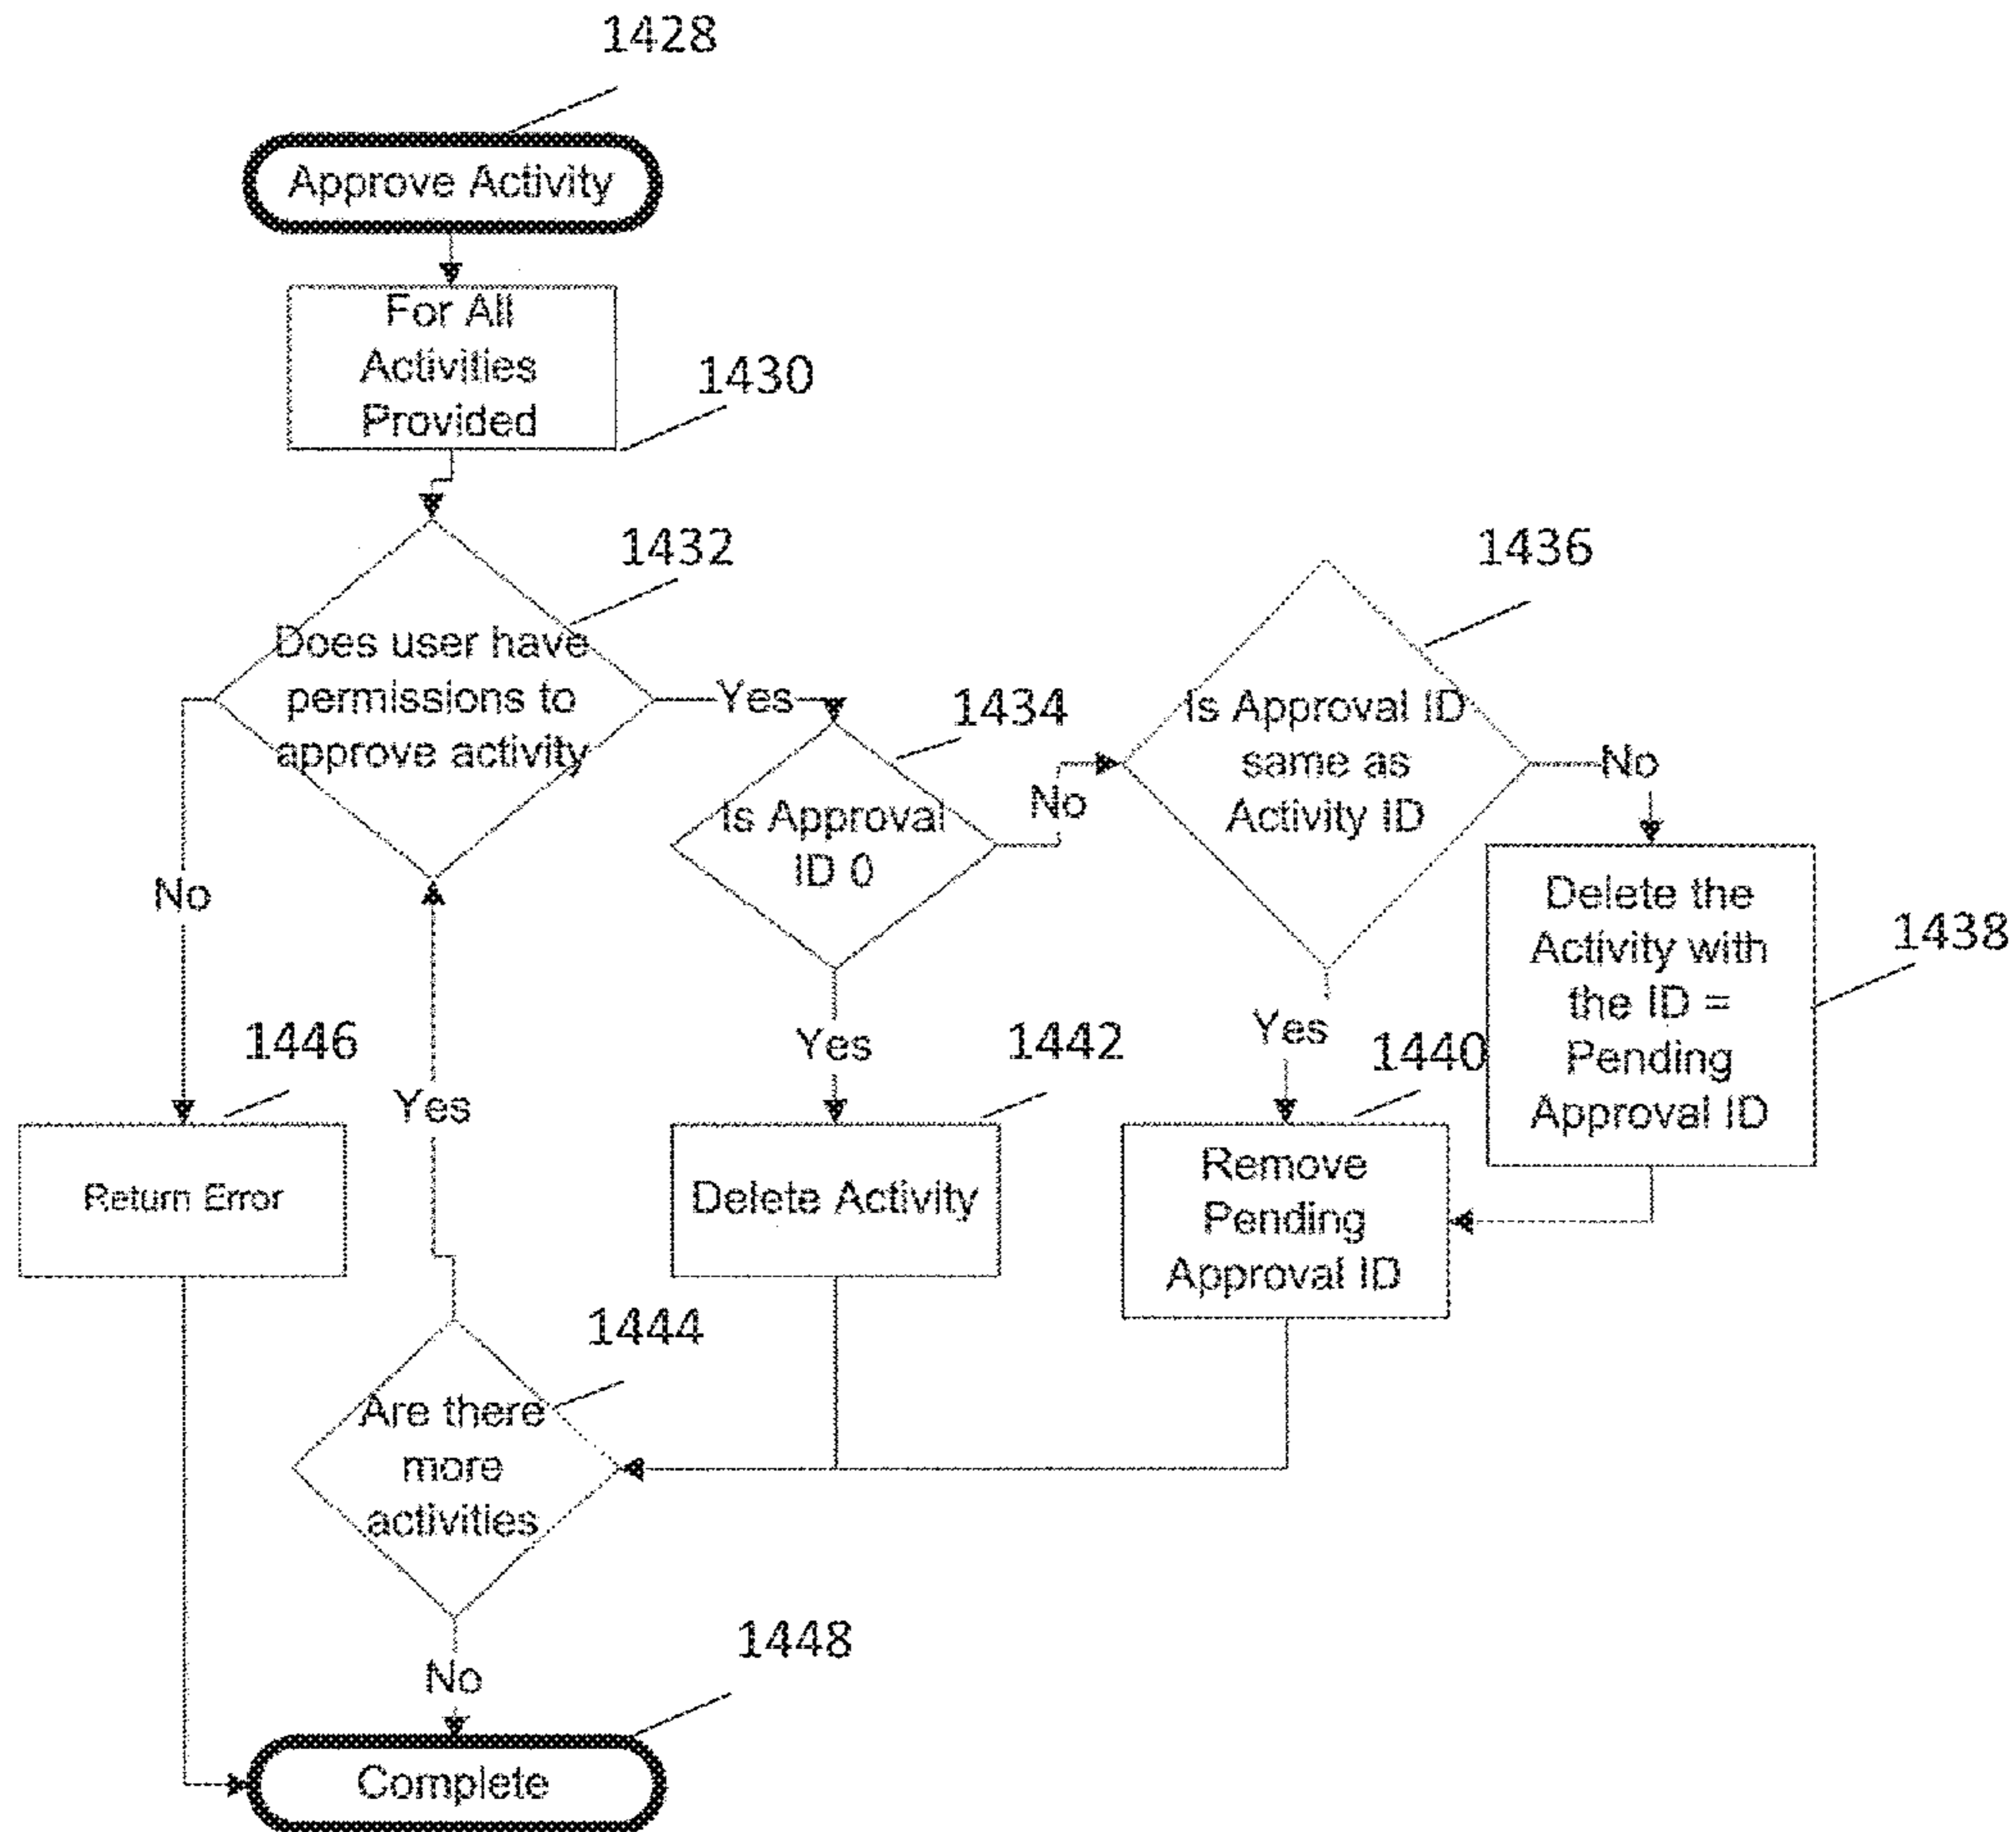 1428
Approve Activity
For All
Activities
Provided
1430
1432
Does user have
permissions to
approve activity
Yes
No
1434
Is Approval
ID 0
No
1436
Is Approval ID
same as
Activity ID
No
1438
Delete the
Activity with
the ID =
Pending
Approval ID
Yes
1440
Remove
Pending
Approval ID
Yes
1442
Delete Activity
1446
Return Error
Yes
1444
Are there
more
activities
No
1448
Complete